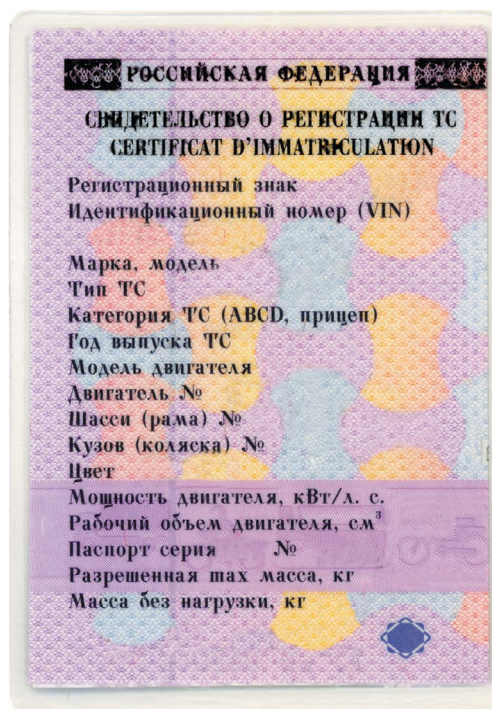 РОССИЙСКАЯ ФЕДЕРАЦИЯ
СВИДЕТЕЛЬСТВО О РЕГИСТРАЦИИ ТС
CERTIFICAT D'IMMATRICULATION
Регистрационный знак
Идентификационный номер (VIN)
Марка, модель
Тип ТС
Категория ТС (ABCD, прицеп)
Год выпуска ТС
Модель двигателя
Двигатель №
Шасси (рама) №
Кузов (коляска) №
Цвет
Мощность двигателя, кВт/л. с.
Рабочий объем двигателя, см³
Паспорт серия №
Разрешенная max масса, кг
Масса без нагрузки, кг